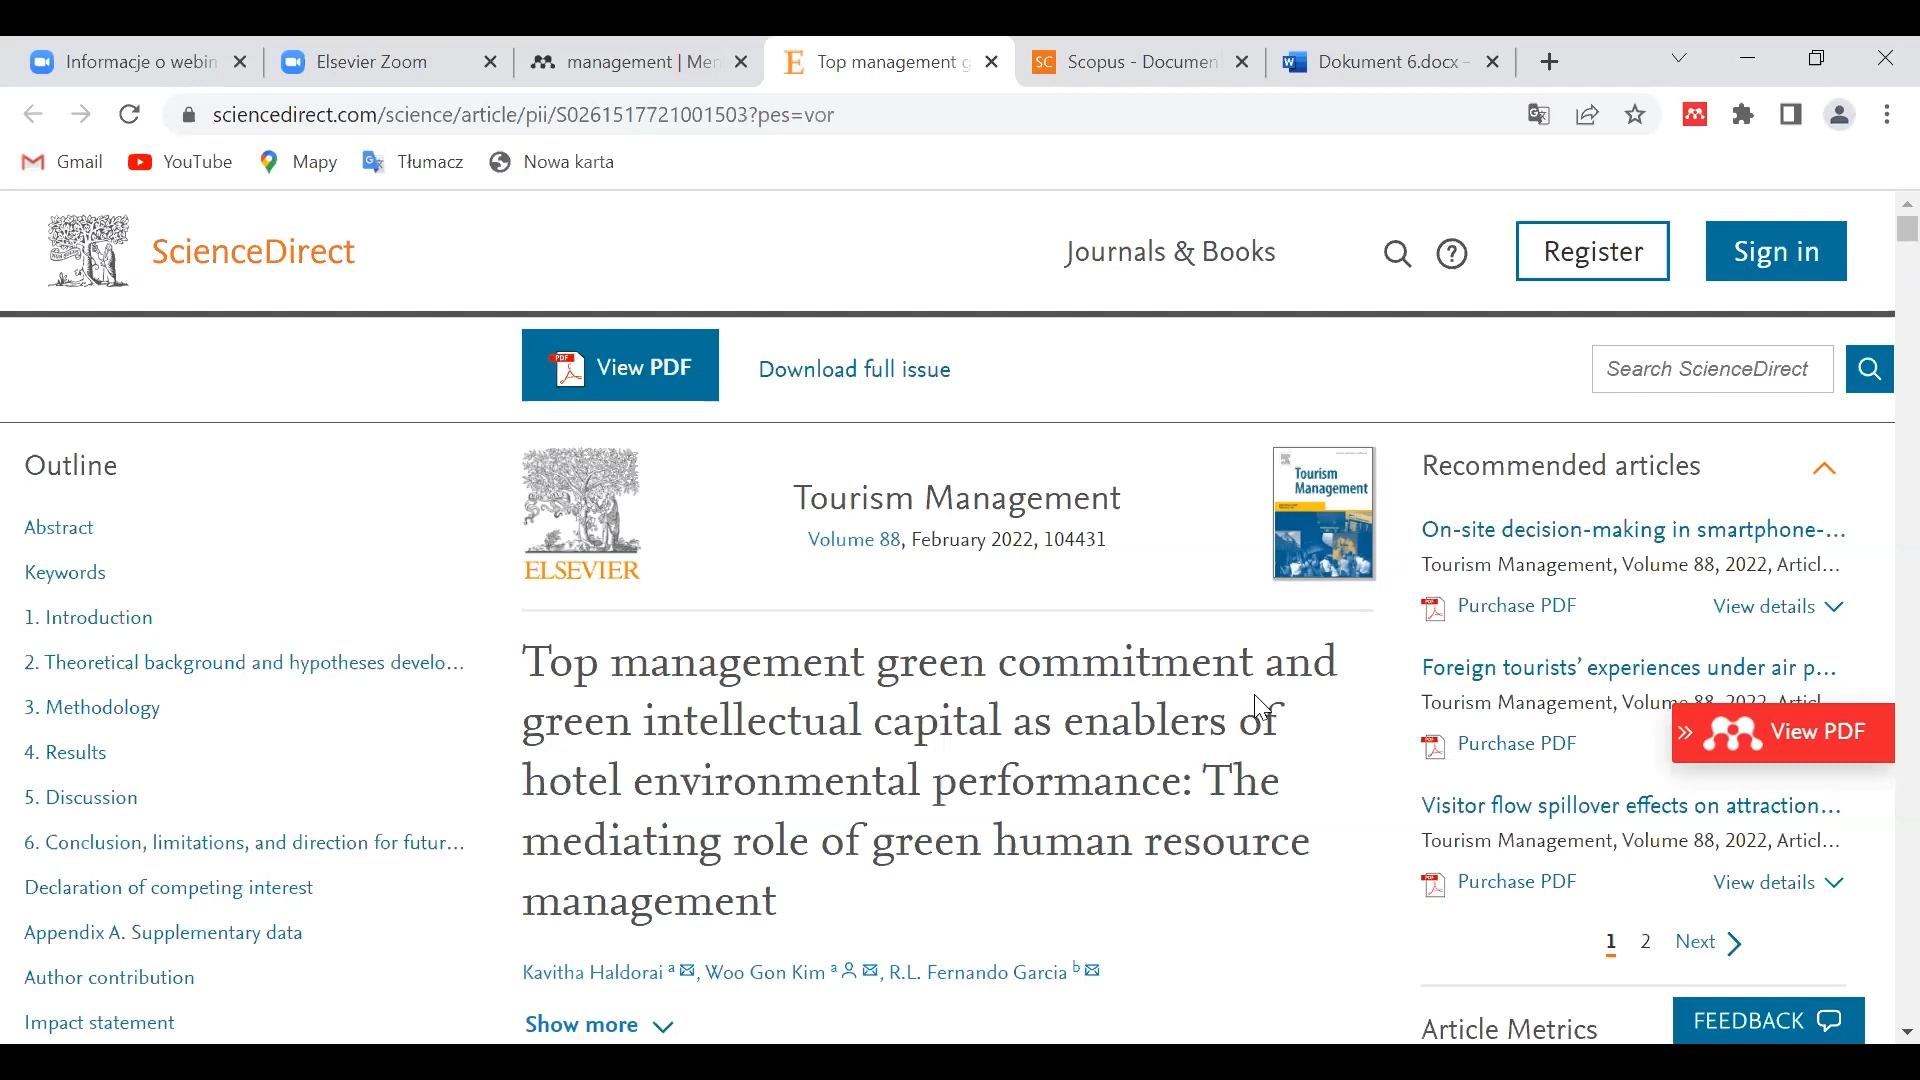 Informacje o webin
Elsevier Zoom
management | Men
Top management g
Scopus - Documen
Dokument 6.docx -
sciencedirect.com/science/article/pii/S0261517721001503?pes=vor
Gmail
YouTube
Mapy
Tłumacz
Nowa karta
ScienceDirect
Journals & Books
Register
Sign in
View PDF
Download full issue
Search ScienceDirect
Outline
Abstract
Keywords
1. Introduction
2. Theoretical background and hypotheses develo...
3. Methodology
4. Results
5. Discussion
6. Conclusion, limitations, and direction for futur...
Declaration of competing interest
Appendix A. Supplementary data
Author contribution
Impact statement
ELSEVIER
Tourism Management
Volume 88, February 2022, 104431
Tourism
Management
Top management green commitment and
green intellectual capital as enablers of
hotel environmental performance: The
mediating role of green human resource
management
Kavitha Haldorai a, Woo Gon Kim a, R.L. Fernando Garcia b
Show more
Recommended articles
On-site decision-making in smartphone-...
Tourism Management, Volume 88, 2022, Articl...
Purchase PDF
View details
Foreign tourists' experiences under air p...
Tourism Management, Volume 88, 2022, Articl...
Purchase PDF
View PDF
Visitor flow spillover effects on attraction...
Tourism Management, Volume 88, 2022, Articl...
Purchase PDF
View details
1 2 Next
Article Metrics
FEEDBACK